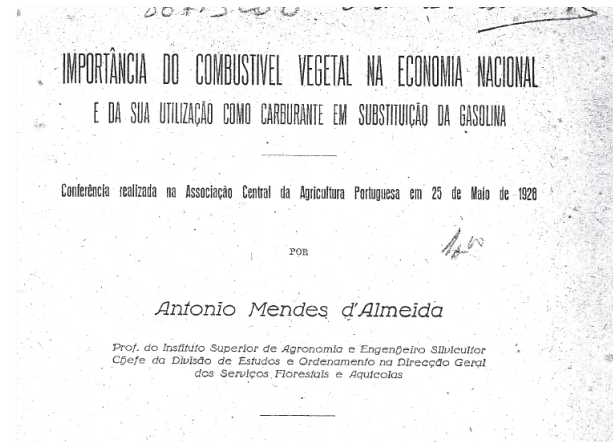 IMPORTÂNCIA DO COMBUSTIVEL VEGETAL NA ECONOMIA NACIONAL
E DA SUA UTILIZAÇÃO COMO CARBURANTE EM SUBSTITUIÇÃO DA GASOLINA
Conferência realizada na Associação Central da Agricultura Portuguesa em 25 de Maio de 1928
POR
Antonio Mendes d'Almeida
Prof. do Instituto Superior de Agronomia e Engenheiro Silvicultor
Chefe da Divisão de Estudos e Ordenamento na Direcção Geral
dos Serviços Florestais e Aquicolas